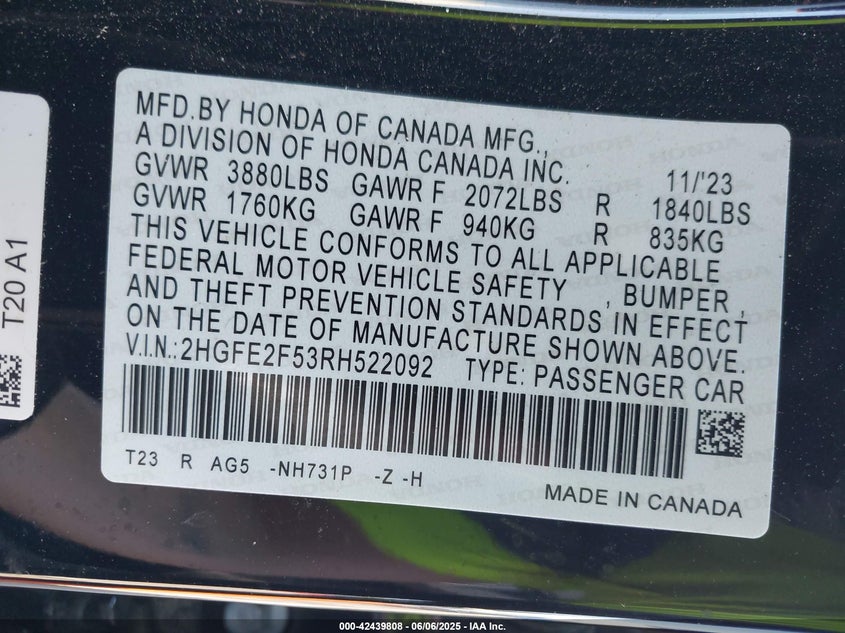 MFD.BY HONDA OF CANADA MFG.,
A DIVISION OF HONDA CANADA INC.
11/'23
GVWR 3880LBS GAWR F 2072LBS R 1840LBS
GVWR 1760KG GAWR F 940KG R 835KG
THIS VEHICLE CONFORMS TO ALL APPLICABLE
FEDERAL MOTOR VEHICLE SAFETY , BUMPER ,
AND THEFT PREVENTION STANDARDS IN EFFECT
ON THE DATE OF MANUFACTURE SHOWN ABOVE.
V.I.N.:2HGFE2F53RH522092 TYPE: PASSENGER CAR
T23 R AG5 -NH731P -Z -H
MADE IN CANADA
T20 A1
000-42439808 - 06/06/2025 - IAA Inc.